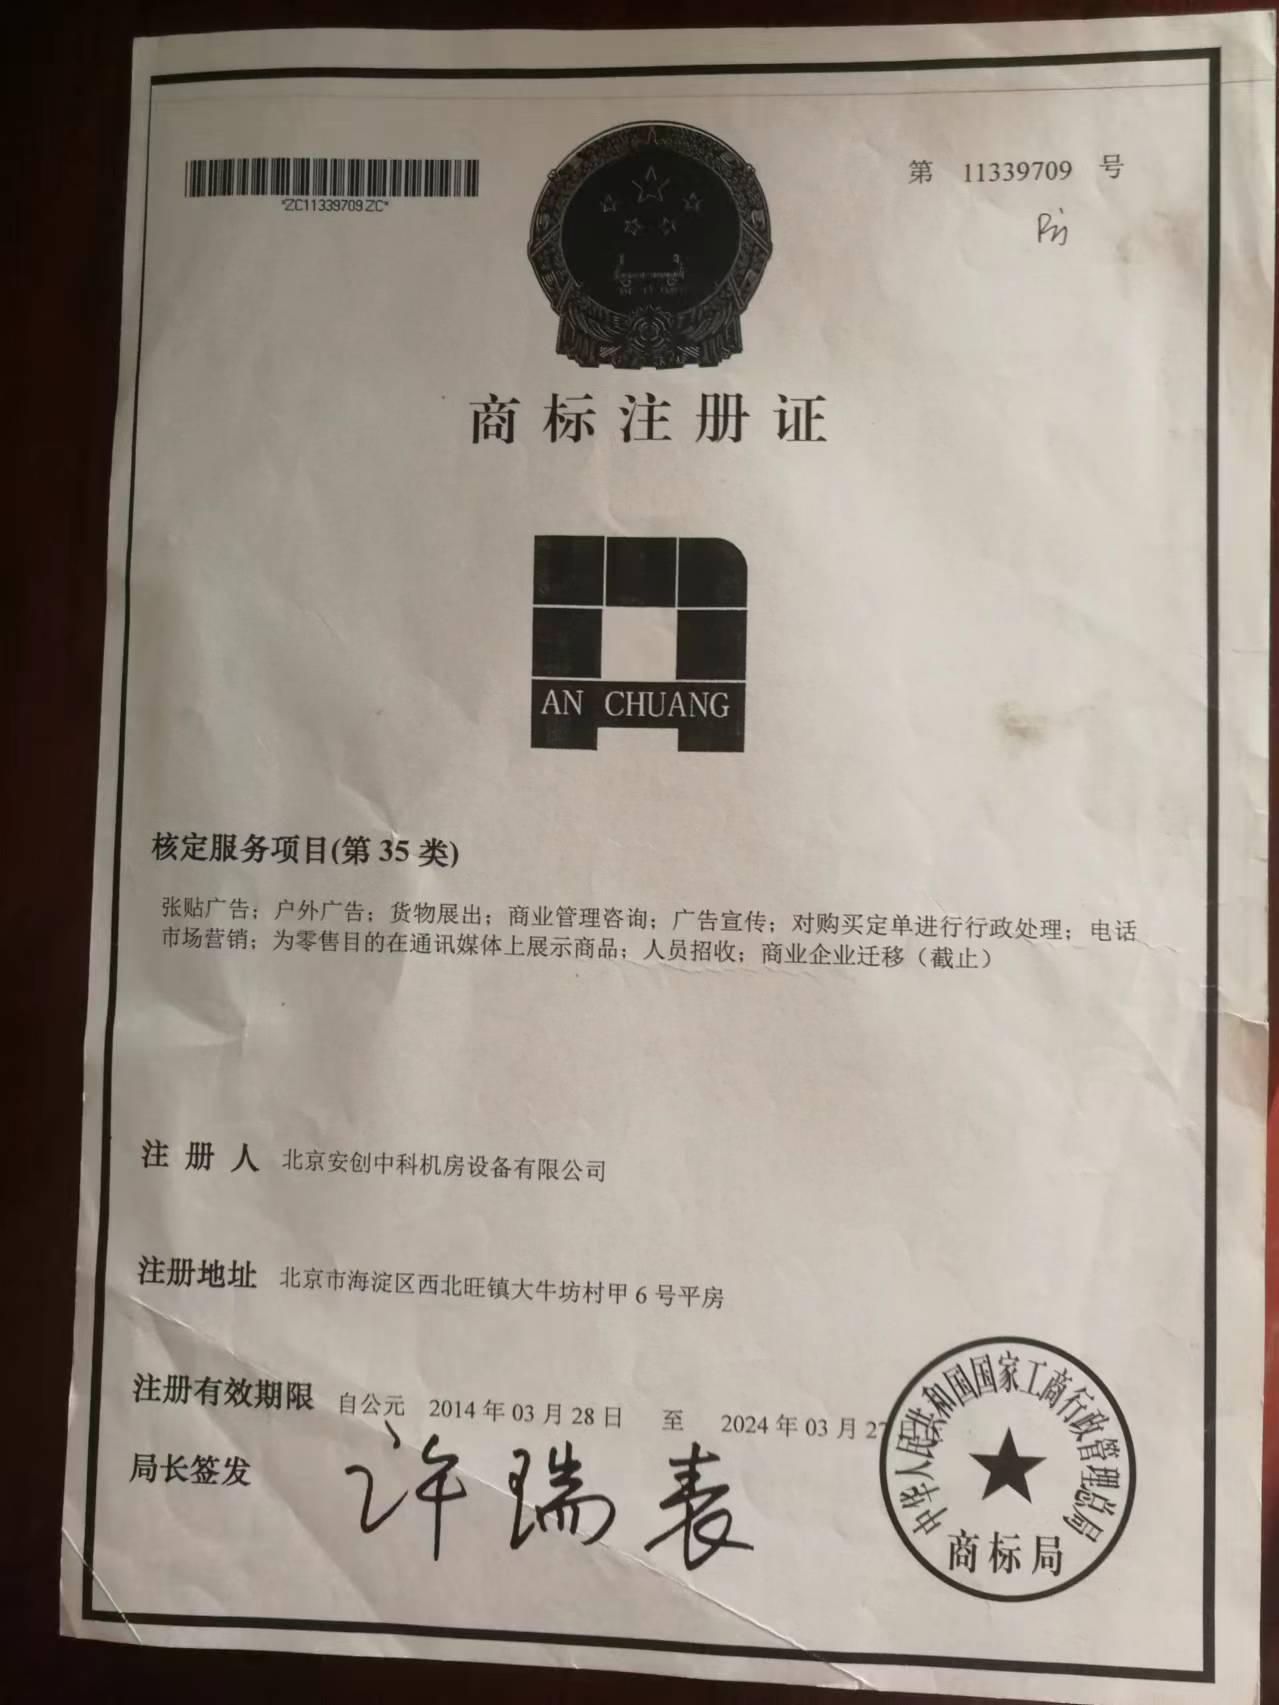 *ZC11339709ZC*
第 11339709 号
商标注册证
AN CHUANG
核定服务项目(第 35 类)
张贴广告；户外广告；货物展出；商业管理咨询；广告宣传；对购买定单进行行政处理；电话
市场营销；为零售目的在通讯媒体上展示商品；人员招收；商业企业迁移（截止）
注 册 人 北京安创中科机房设备有限公司
注册地址 北京市海淀区西北旺镇大牛坊村甲 6 号平房
注册有效期限 自公元 2014 年 03 月 28 日 至 2024 年 03 月 27 日
局长签发 许瑞表
中华人民共和国国家工商行政管理总局
商标局